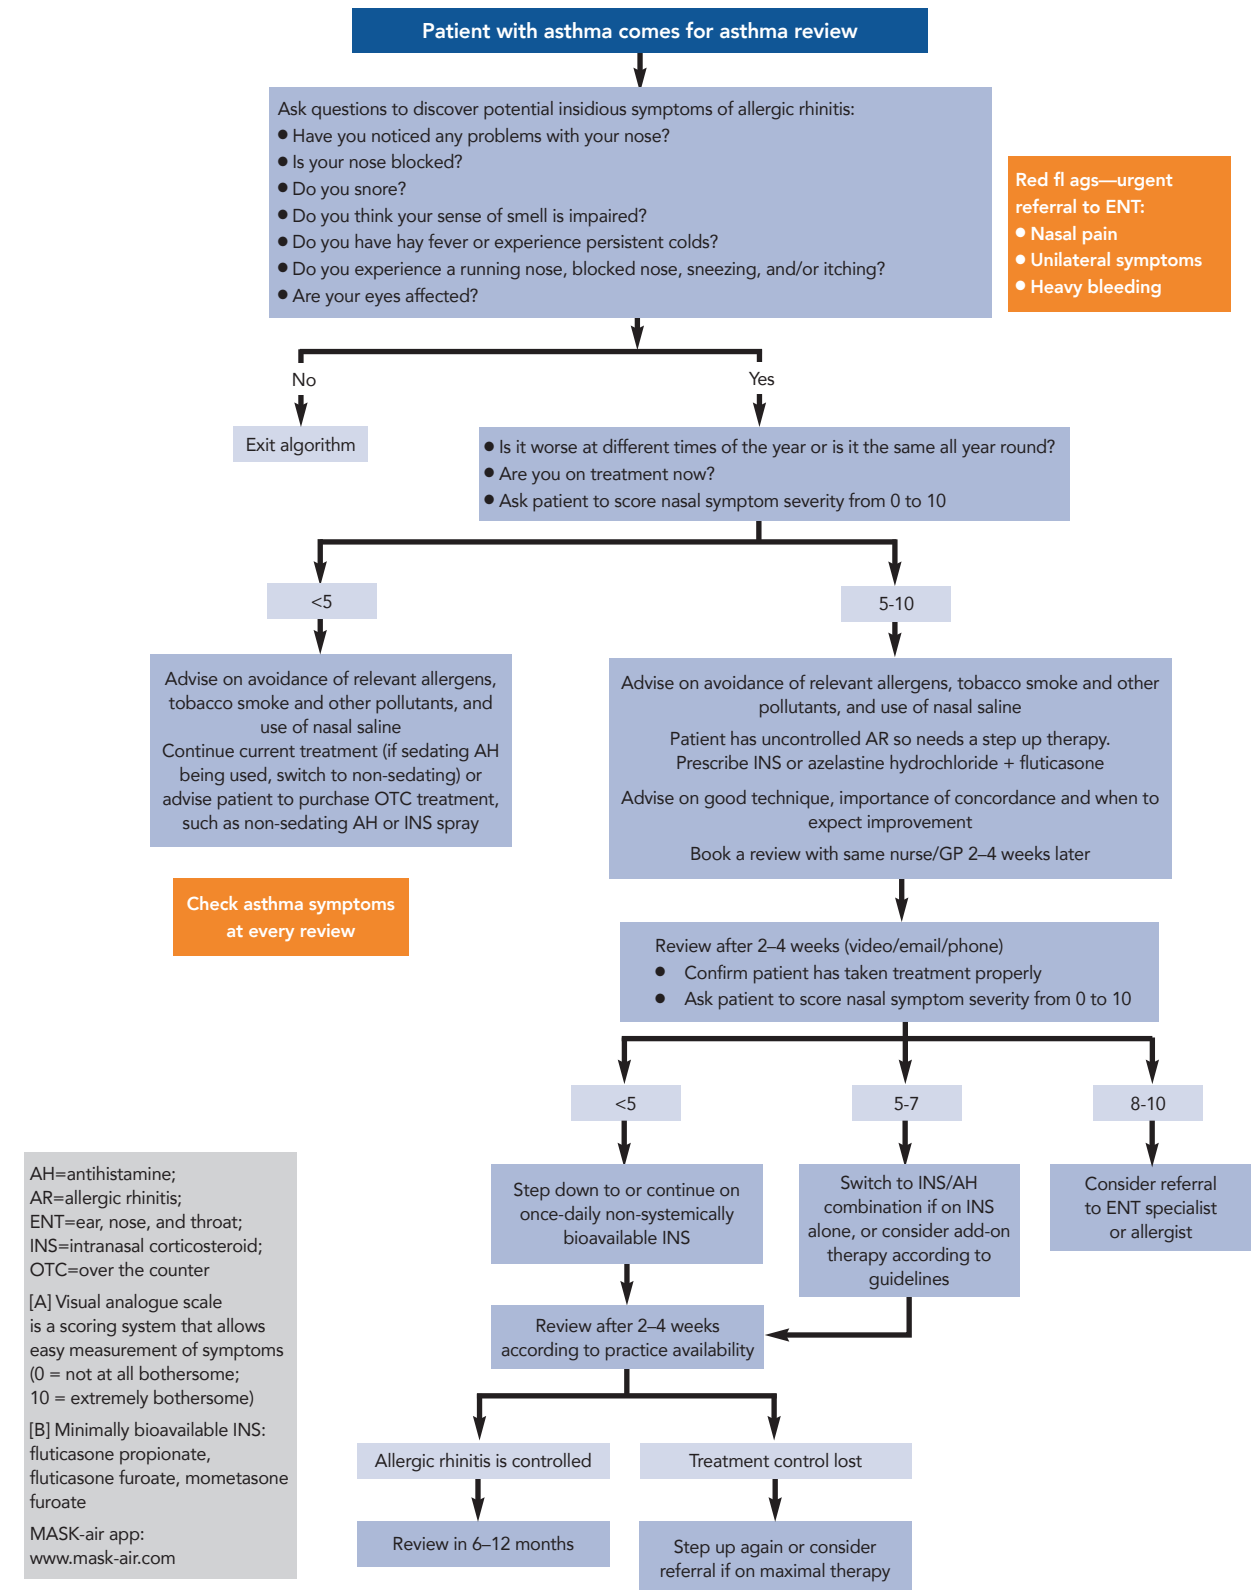 Patient with asthma comes for asthma review
Ask questions to discover potential insidious symptoms of allergic rhinitis:
● Have you noticed any problems with your nose?
● Is your nose blocked?
● Do you snore?
● Do you think your sense of smell is impaired?
● Do you have hay fever or experience persistent colds?
● Do you experience a running nose, blocked nose, sneezing, and/or itching?
● Are your eyes affected?
Red fl ags—urgent
referral to ENT:
● Nasal pain
● Unilateral symptoms
● Heavy bleeding
No
Yes
Exit algorithm
● Is it worse at different times of the year or is it the same all year round?
● Are you on treatment now?
● Ask patient to score nasal symptom severity from 0 to 10
<5
5-10
Advise on avoidance of relevant allergens,
tobacco smoke and other pollutants, and
use of nasal saline
Continue current treatment (if sedating AH
being used, switch to non-sedating) or
advise patient to purchase OTC treatment,
such as non-sedating AH or INS spray
Advise on avoidance of relevant allergens, tobacco smoke and other
pollutants, and use of nasal saline
Patient has uncontrolled AR so needs a step up therapy.
Prescribe INS or azelastine hydrochloride + fluticasone
Advise on good technique, importance of concordance and when to
expect improvement
Book a review with same nurse/GP 2–4 weeks later
Check asthma symptoms
at every review
Review after 2–4 weeks (video/email/phone)
● Confirm patient has taken treatment properly
● Ask patient to score nasal symptom severity from 0 to 10
<5
5-7
8-10
Step down to or continue on
once-daily non-systemically
bioavailable INS
Switch to INS/AH
combination if on INS
alone, or consider add-on
therapy according to
guidelines
Consider referral
to ENT specialist
or allergist
Review after 2–4 weeks
according to practice availability
Allergic rhinitis is controlled
Treatment control lost
Review in 6–12 months
Step up again or consider
referral if on maximal therapy
AH=antihistamine;
AR=allergic rhinitis;
ENT=ear, nose, and throat;
INS=intranasal corticosteroid;
OTC=over the counter
[A] Visual analogue scale
is a scoring system that allows
easy measurement of symptoms
(0 = not at all bothersome;
10 = extremely bothersome)
[B] Minimally bioavailable INS:
fluticasone propionate,
fluticasone furoate, mometasone
furoate
MASK-air app:
www.mask-air.com